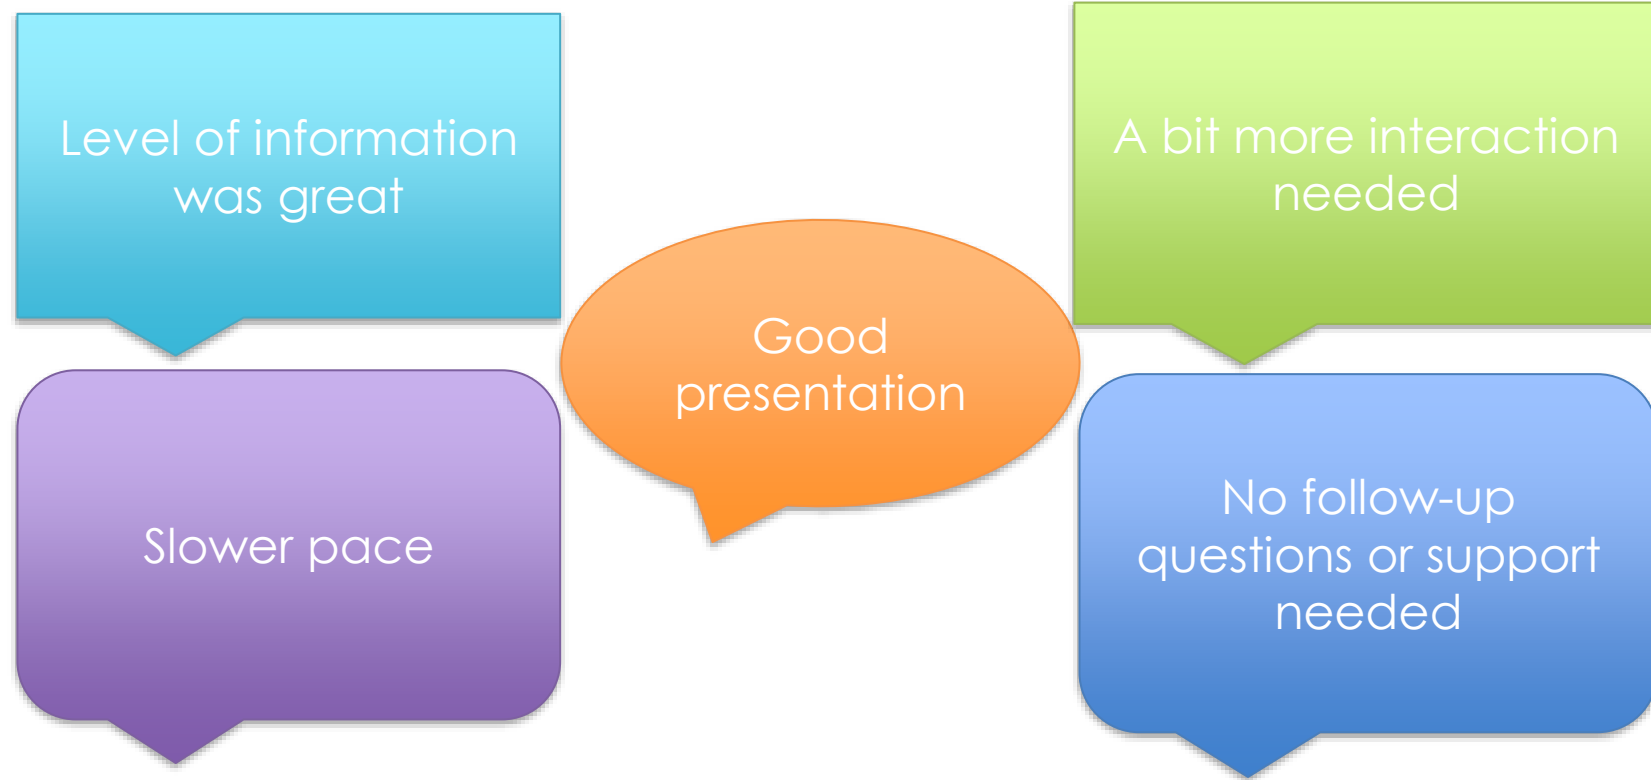 Level of information
was great
A bit more interaction
needed
Good
presentation
Slower pace
No follow-up
questions or support
needed